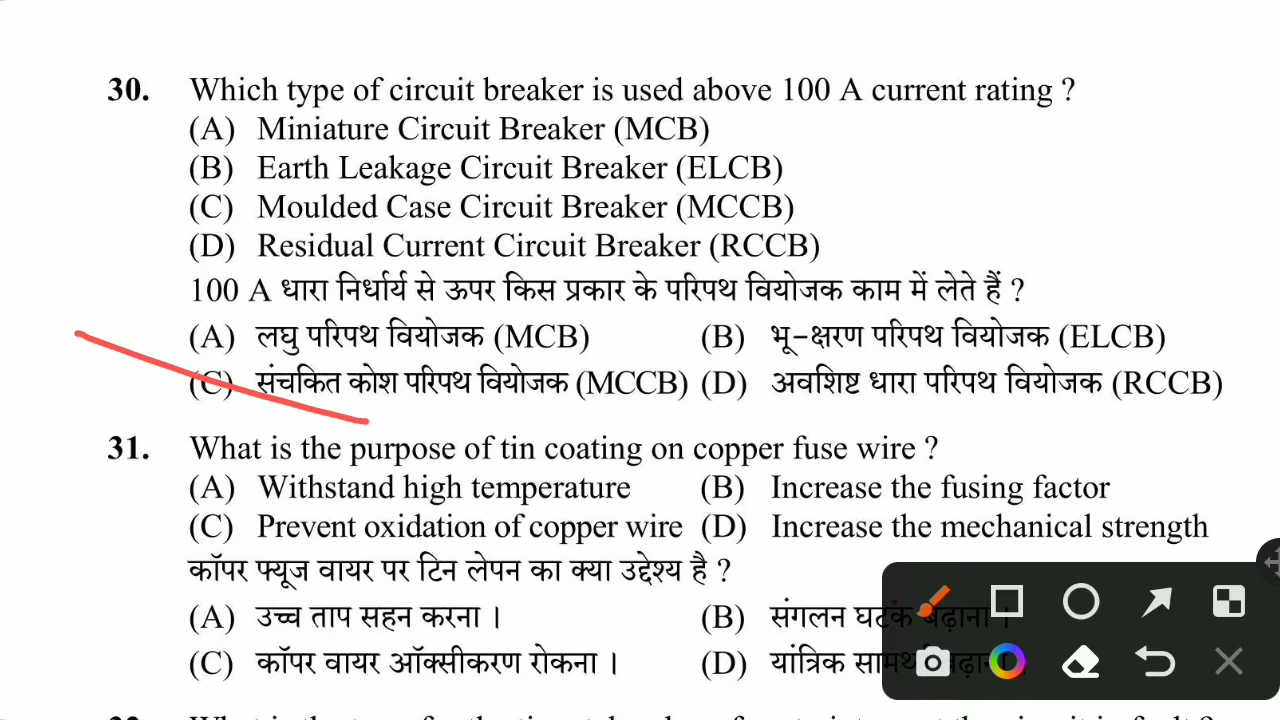 30. Which type of circuit breaker is used above 100 A current rating ?
(A) Miniature Circuit Breaker (MCB)
(B) Earth Leakage Circuit Breaker (ELCB)
(C) Moulded Case Circuit Breaker (MCCB)
(D) Residual Current Circuit Breaker (RCCB)
100 A धारा निर्धार्य से ऊपर किस प्रकार के परिपथ वियोजक काम में लेते हैं ?
(A) लघु परिपथ वियोजक (MCB) (B) भू-क्षरण परिपथ वियोजक (ELCB)
(C) संचकित कोश परिपथ वियोजक (MCCB) (D) अवशिष्ट धारा परिपथ वियोजक (RCCB)
31. What is the purpose of tin coating on copper fuse wire ?
(A) Withstand high temperature (B) Increase the fusing factor
(C) Prevent oxidation of copper wire (D) Increase the mechanical strength
कॉपर फ्यूज वायर पर टिन लेपन का क्या उद्देश्य है ?
(A) उच्च ताप सहन करना । (B) संगलन घटक बढ़ाना ।
(C) कॉपर वायर ऑक्सीकरण रोकना । (D) यांत्रिक सामर्थ्य बढ़ाना